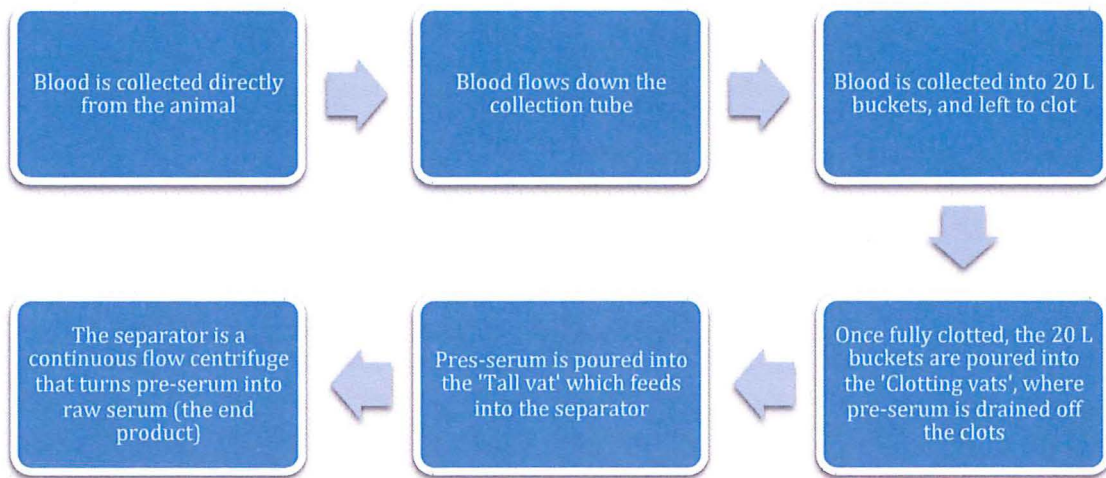 Blood is collected directly
from the animal
Blood flows down the
collection tube
Blood is collected into 20 L
buckets, and left to clot
Once fully clotted, the 20 L
buckets are poured into
the 'Clotting vats', where
pre-serum is drained off
the clots
Pres-serum is poured into
the 'Tall vat' which feeds
into the separator
The separator is a
continuous flow centrifuge
that turns pre-serum into
raw serum (the end
product)